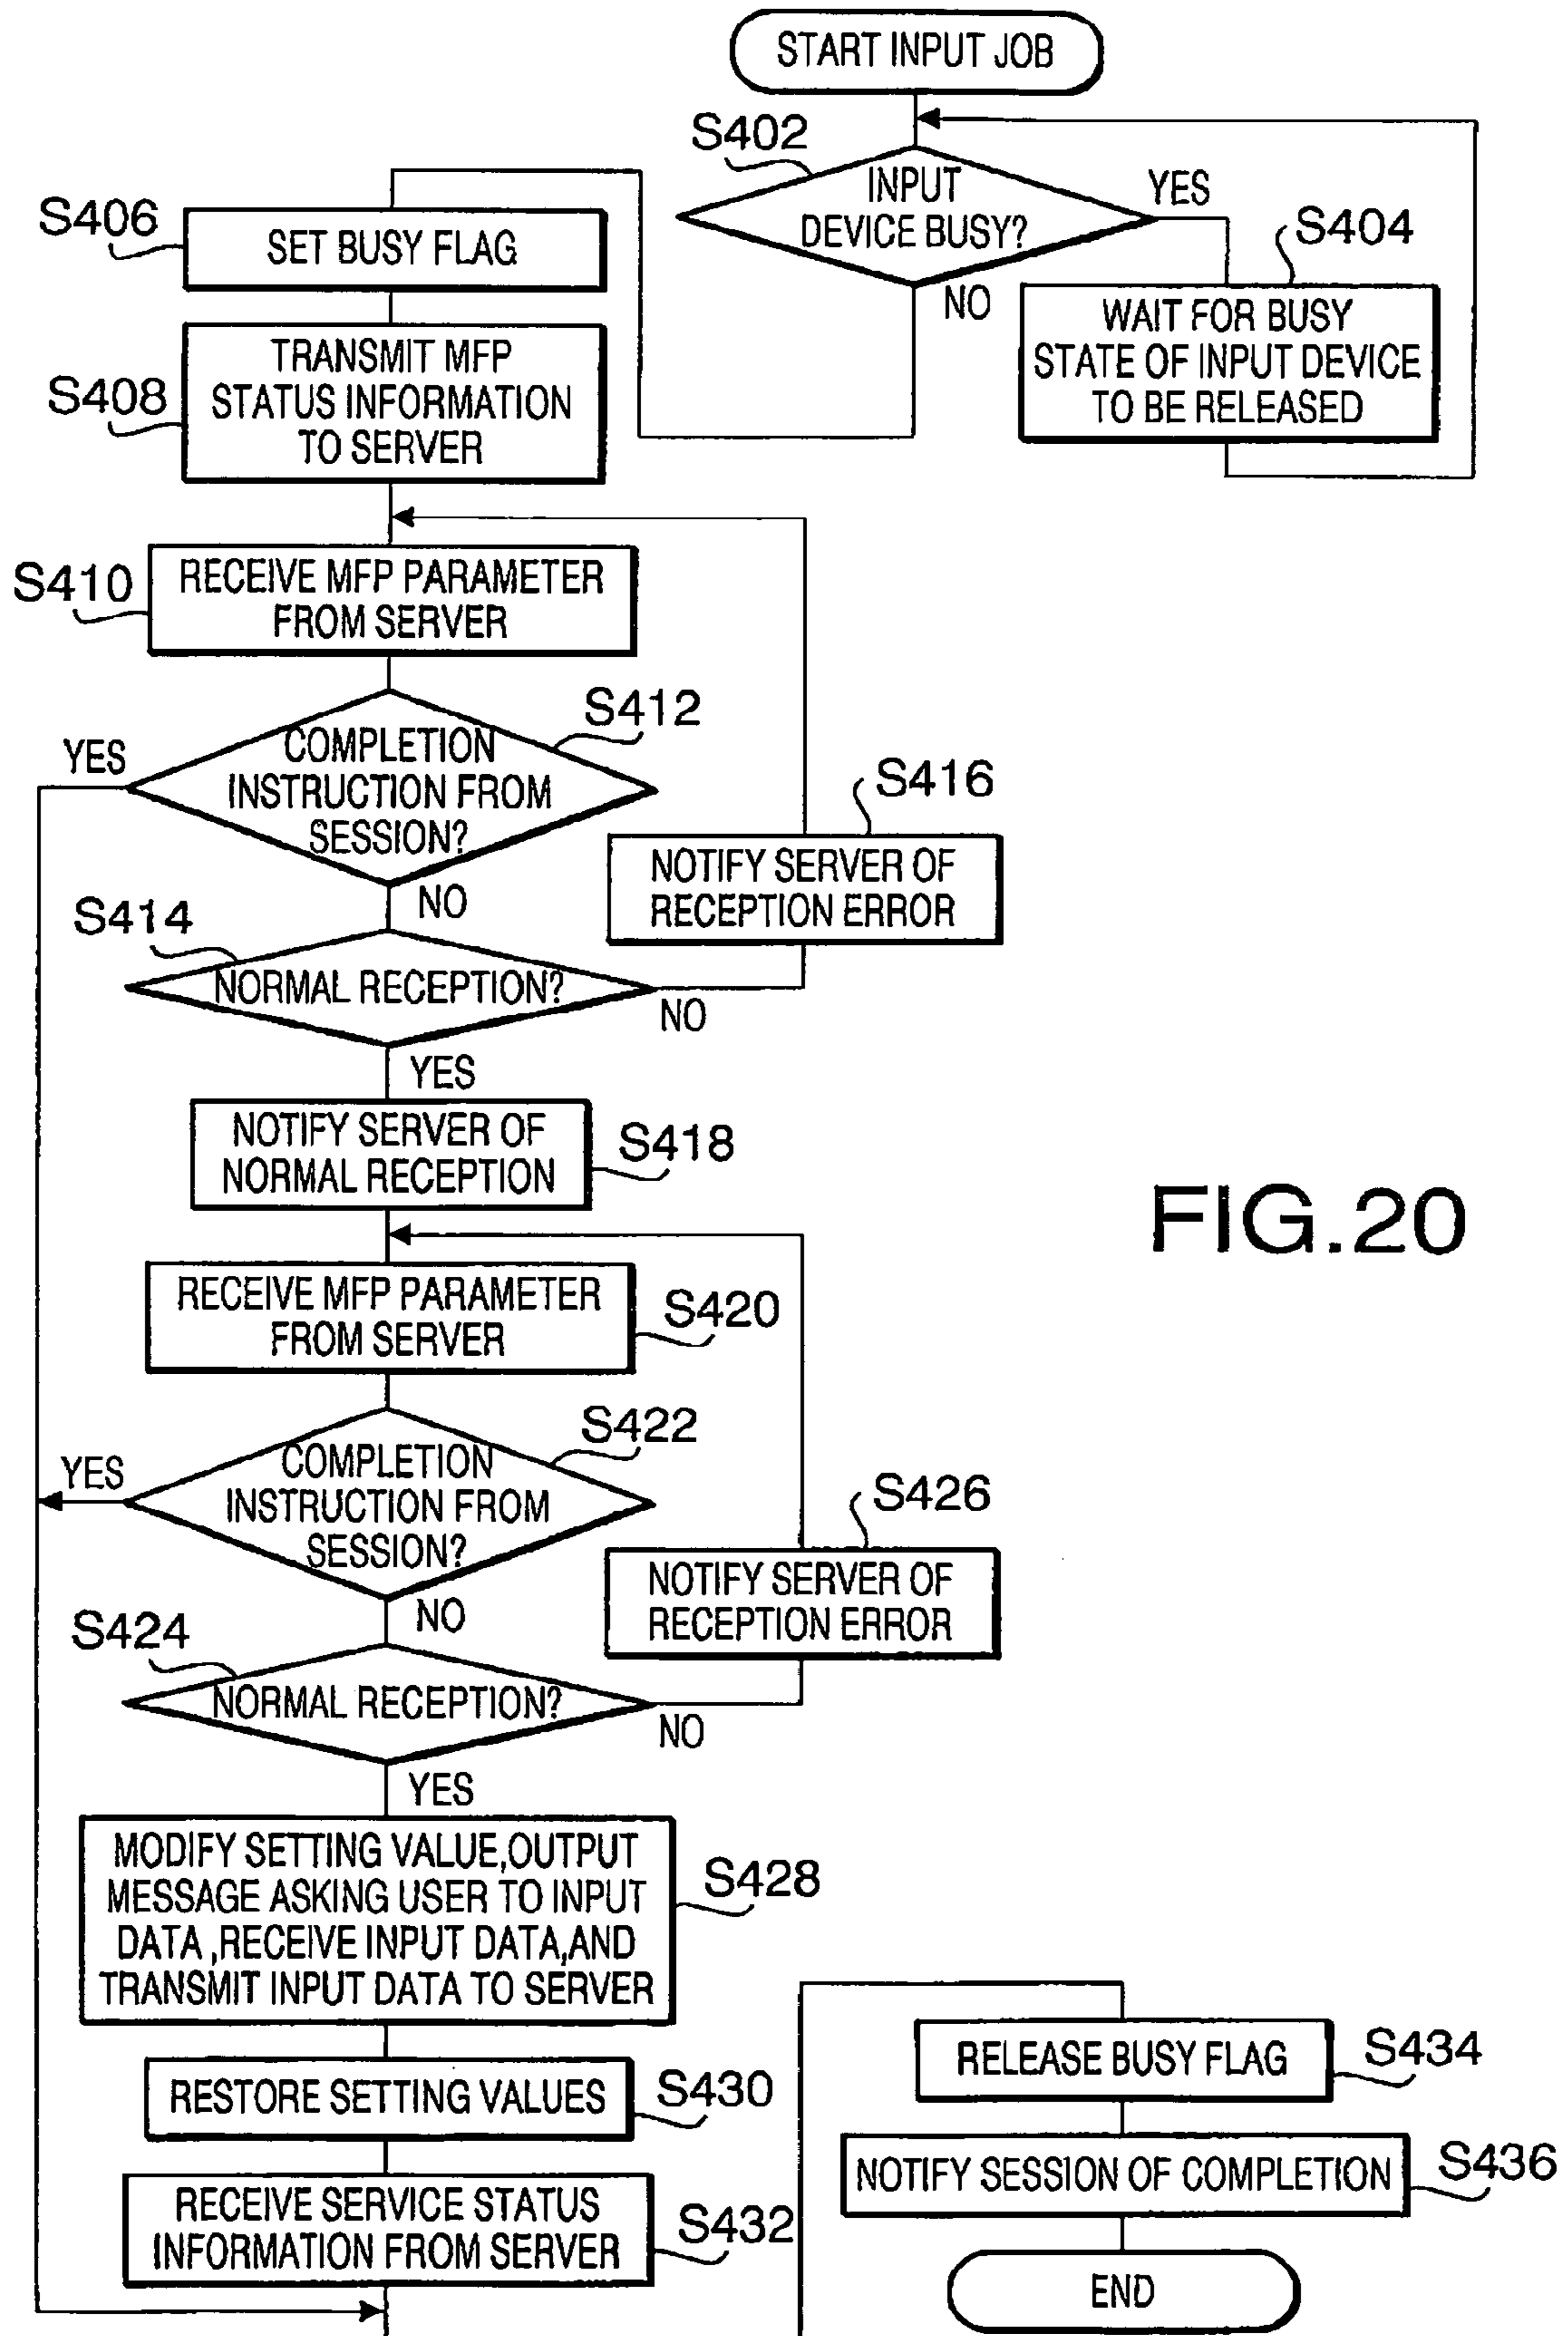 START INPUT JOB
S402
INPUT
DEVICE BUSY?
YES
NO
S404
WAIT FOR BUSY
STATE OF INPUT DEVICE
TO BE RELEASED
S406
SET BUSY FLAG
S408
TRANSMIT MFP
STATUS INFORMATION
TO SERVER
S410
RECEIVE MFP PARAMETER
FROM SERVER
S412
COMPLETION
INSTRUCTION FROM
SESSION?
YES
NO
S414
NORMAL RECEPTION?
NO
YES
S416
NOTIFY SERVER OF
RECEPTION ERROR
NOTIFY SERVER OF
NORMAL RECEPTION
S418
FIG.20
RECEIVE MFP PARAMETER
FROM SERVER
S420
S422
COMPLETION
INSTRUCTION FROM
SESSION?
YES
NO
S424
NORMAL RECEPTION?
NO
YES
S426
NOTIFY SERVER OF
RECEPTION ERROR
MODIFY SETTING VALUE,OUTPUT
MESSAGE ASKING USER TO INPUT
DATA ,RECEIVE INPUT DATA,AND
TRANSMIT INPUT DATA TO SERVER
S428
RESTORE SETTING VALUES
S430
RECEIVE SERVICE STATUS
INFORMATION FROM SERVER
S432
RELEASE BUSY FLAG
S434
NOTIFY SESSION OF COMPLETION
S436
END